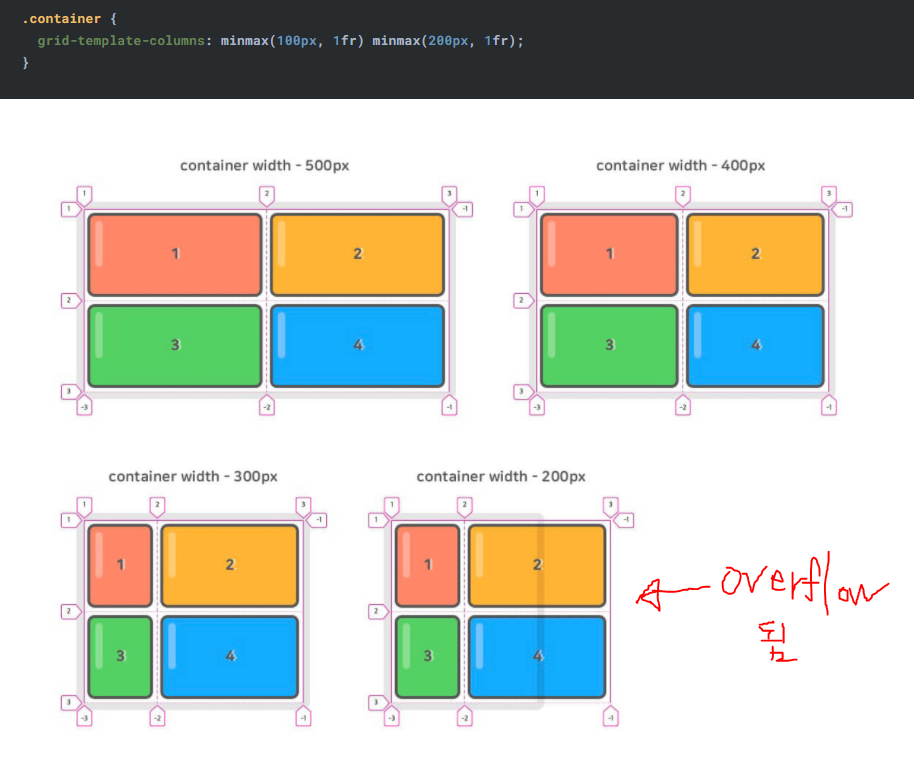 .container {
grid-template-columns: minmax(100px, 1fr) minmax(200px, 1fr);
}
container width - 500px
container width - 400px
1 2 3
1 2 3
1 -1
1 -1
1 2
1 2
2
2
3 4
3 4
3
3
-3 -2 -1
-3 -2 -1
container width - 300px
container width - 200px
1 2 3
1 2 3
1 -1
1 -1
1 2
1 2
overflow
됨
2
2
3 4
3 4
3
3
-3 -2 -1
-3 -2 -1